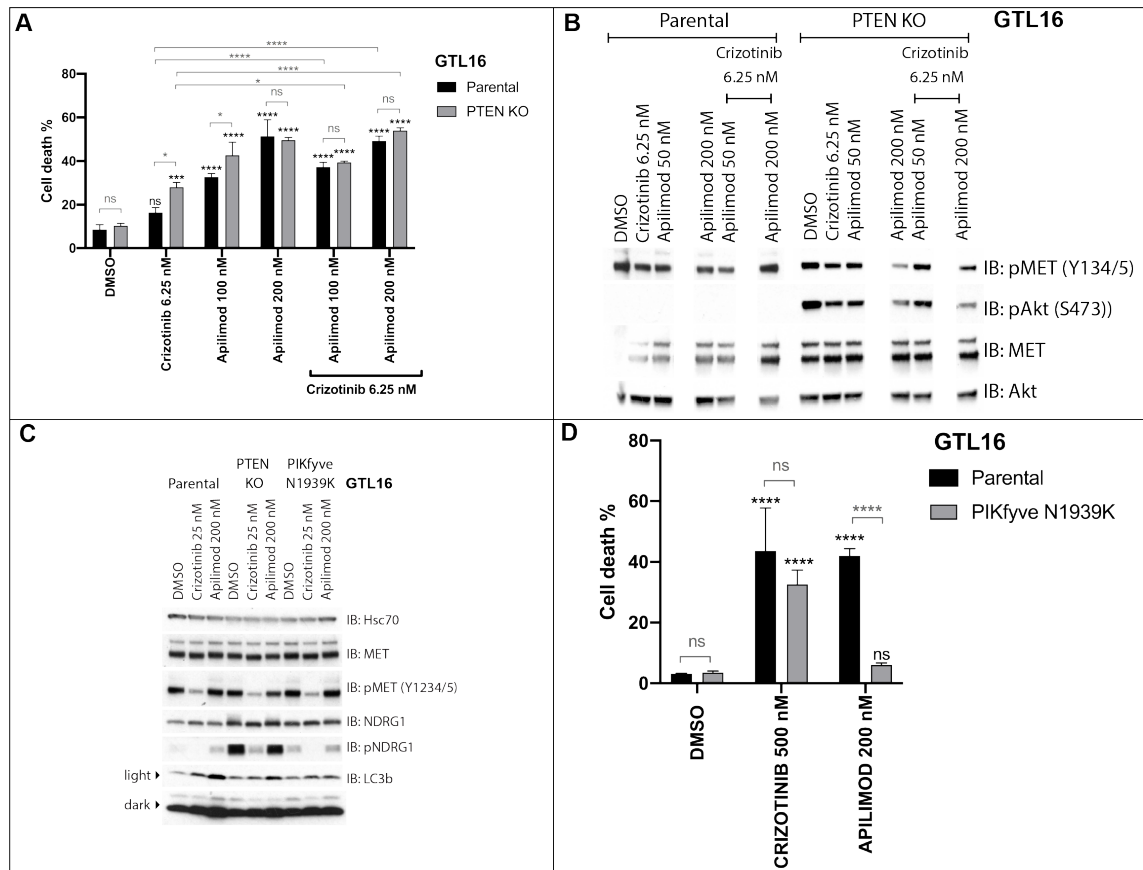 A
GTL16
Parental
PTEN KO
Cell death %
80
60
40
20
0
****
****
****
*
ns
*
*
ns
ns
ns
ns
***
****
****
****
****
****
****
****
****
DMSO
Crizotinib 6.25 nM
Apilimod 100 nM
Apilimod 200 nM
Apilimod 100 nM
Apilimod 200 nM
Crizotinib 6.25 nM
B
Parental
PTEN KO
GTL16
Crizotinib
6.25 nM
Crizotinib
6.25 nM
DMSO
Crizotinib 6.25 nM
Apilimod 50 nM
Apilimod 200 nM
Apilimod 50 nM
Apilimod 200 nM
DMSO
Crizotinib 6.25 nM
Apilimod 50 nM
Apilimod 200 nM
Apilimod 50 nM
Apilimod 200 nM
IB: pMET (Y134/5)
IB: pAkt (S473))
IB: MET
IB: Akt
C
Parental
PTEN
KO
PIKfyve
N1939K
GTL16
DMSO
Crizotinib 25 nM
Apilimod 200 nM
DMSO
Crizotinib 25 nM
Apilimod 200 nM
DMSO
Crizotinib 25 nM
Apilimod 200 nM
IB: Hsc70
IB: MET
IB: pMET (Y1234/5)
IB: NDRG1
IB: pNDRG1
light
IB: LC3b
dark
D
GTL16
Parental
PIKfyve N1939K
Cell death %
80
60
40
20
0
ns
ns
****
****
****
****
ns
DMSO
CRIZOTINIB 500 nM
APILIMOD 200 nM